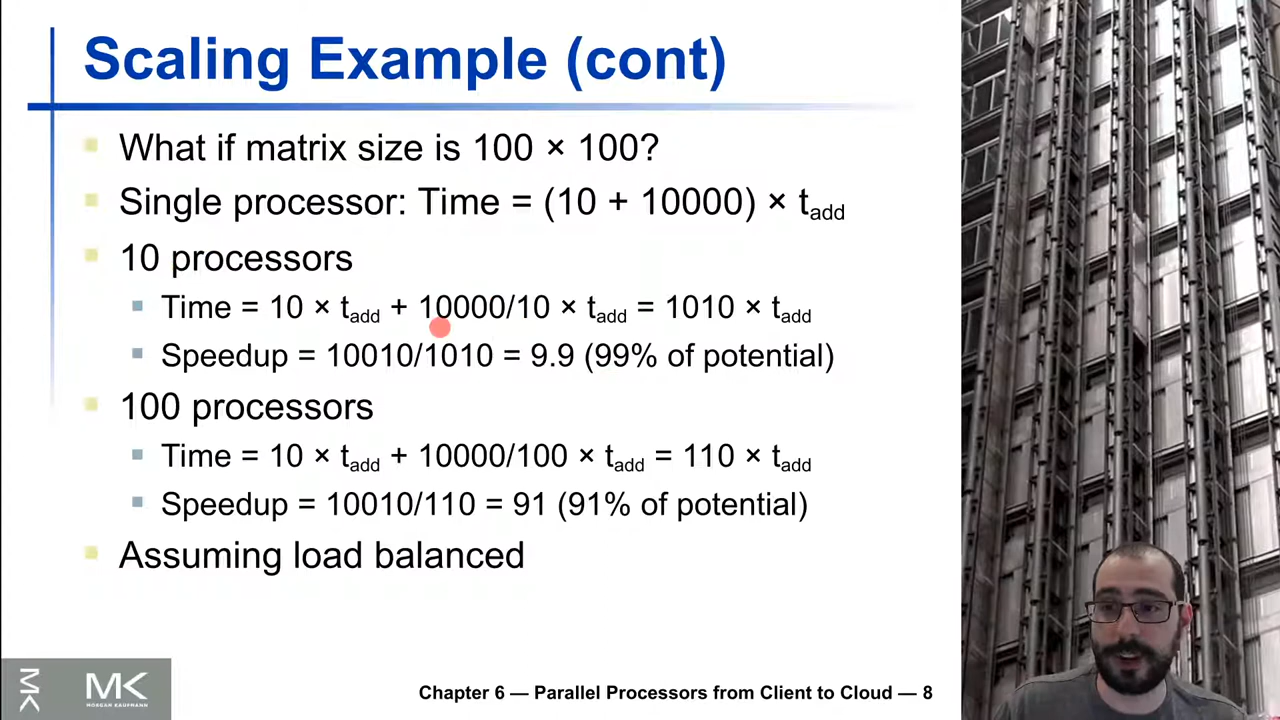 Scaling Example (cont)
What if matrix size is 100 × 100?
Single processor: Time = (10 + 10000) × tadd
10 processors
Time = 10 × tadd + 10000/10 × tadd = 1010 × tadd
Speedup = 10010/1010 = 9.9 (99% of potential)
100 processors
Time = 10 × tadd + 10000/100 × tadd = 110 × tadd
Speedup = 10010/110 = 91 (91% of potential)
Assuming load balanced
MK
MK
MORGAN KAUFMANN
Chapter 6 — Parallel Processors from Client to Cloud — 8